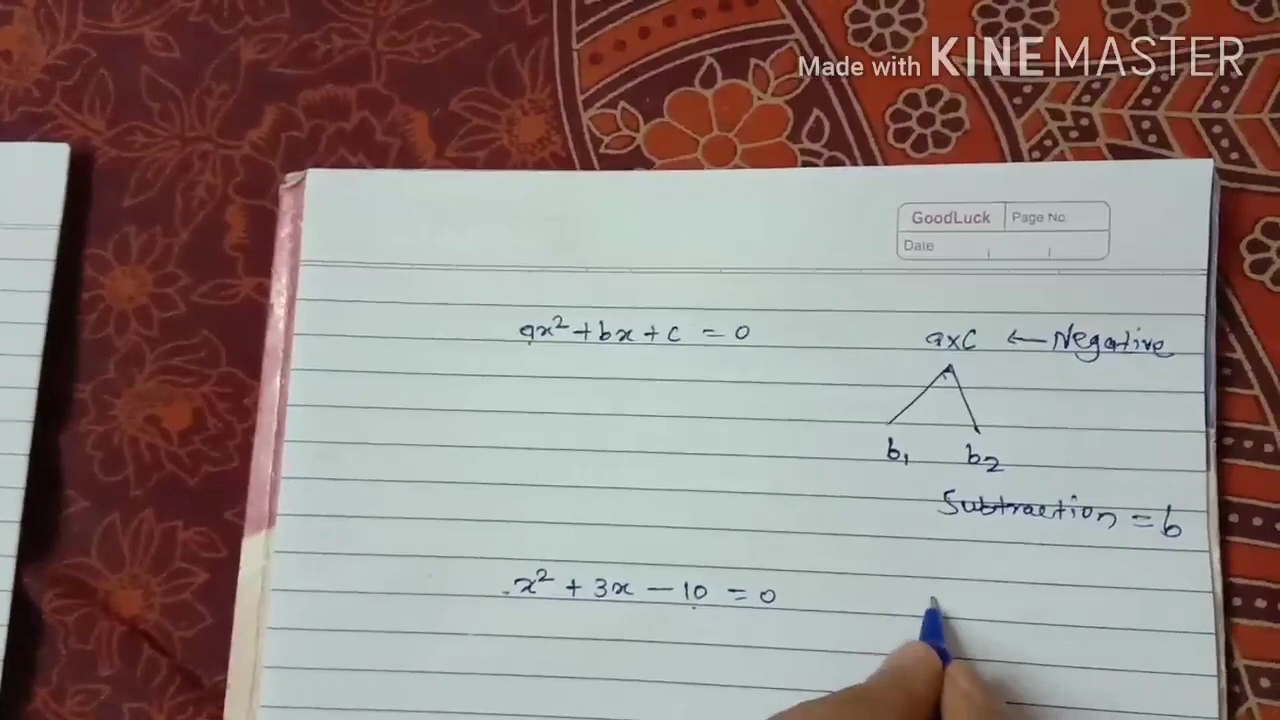 Made with KINEMASTER
GoodLuck Page No.
Date
ax² + bx + c = 0
a×c ← Negative
b₁ b₂
Subtraction = b
x² + 3x - 10 = 0